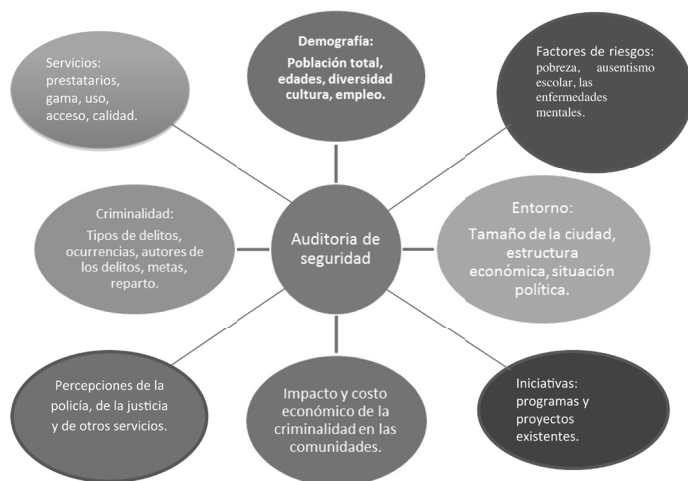 Servicios:
prestatarios,
gama, uso,
acceso, calidad.
Demografía:
Población total,
edades, diversidad
cultura, empleo.
Factores de riesgos:
pobreza, ausentismo
escolar, las
enfermedades
mentales.
Criminalidad:
Tipos de delitos,
ocurrencias, autores de
los delitos, metas,
reparto.
Auditoria de
seguridad
Entorno:
Tamaño de la ciudad,
estructura
económica, situación
política.
Percepciones de la
policía, de la justicia
y de otros servicios.
Impacto y costo
económico de la
criminalidad en las
comunidades.
Iniciativas:
programas y
proyectos
existentes.